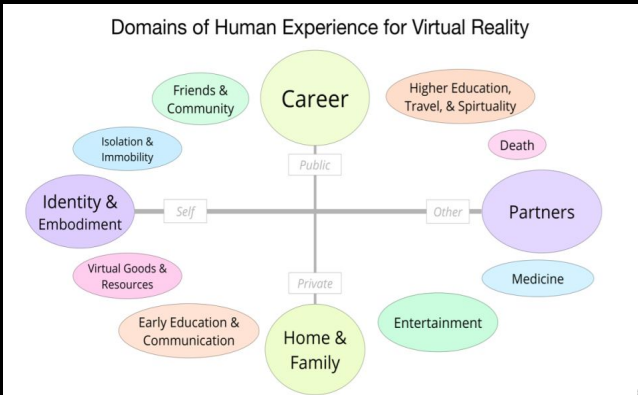 Domains of Human Experience for Virtual Reality
Friends &
Community
Career
Higher Education,
Travel, & Spirtuality
Isolation &
Immobility
Death
Public
Identity &
Embodiment
Self
Other
Partners
Virtual Goods &
Resources
Private
Medicine
Early Education &
Communication
Home &
Family
Entertainment